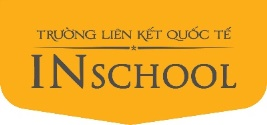 TRƯỜNG LIÊN KẾT QUỐC TẾ
INSCHOOL